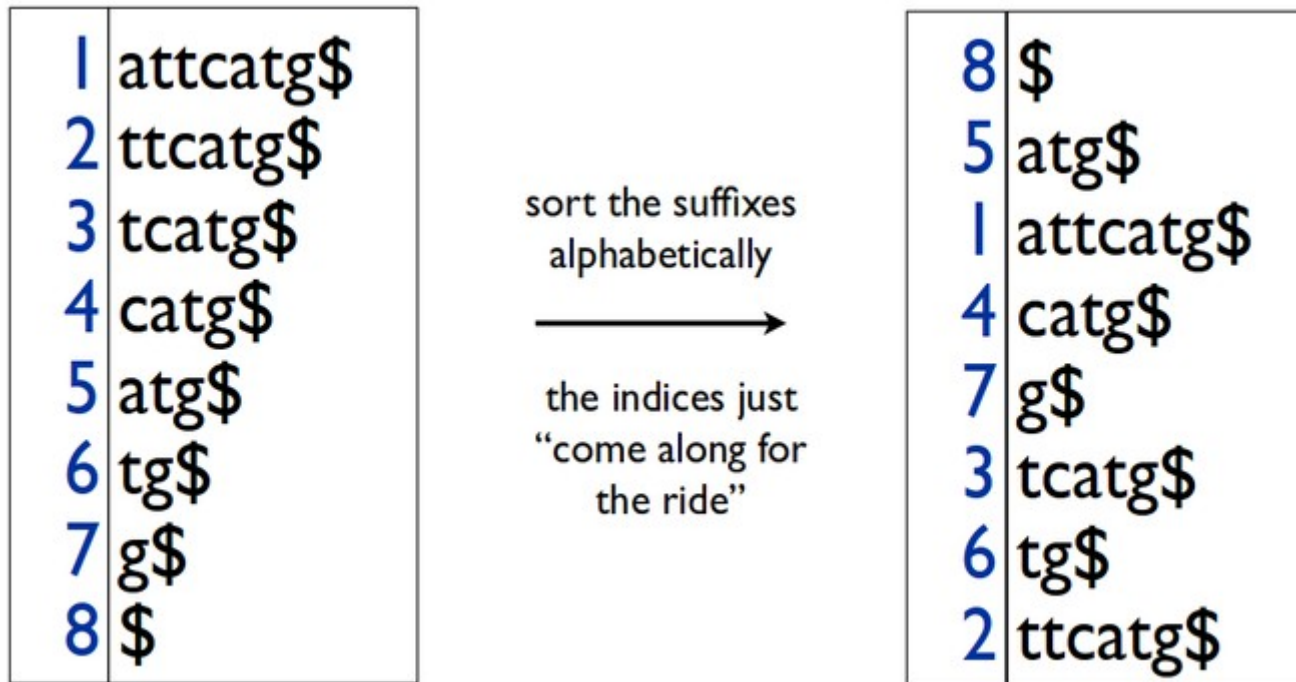 1 attcatg$
2 ttcatg$
3 tcatg$
4 catg$
5 atg$
6 tg$
7 g$
8 $
sort the suffixes
alphabetically
the indices just
“come along for
the ride”
8 $
5 atg$
1 attcatg$
4 catg$
7 g$
3 tcatg$
6 tg$
2 ttcatg$